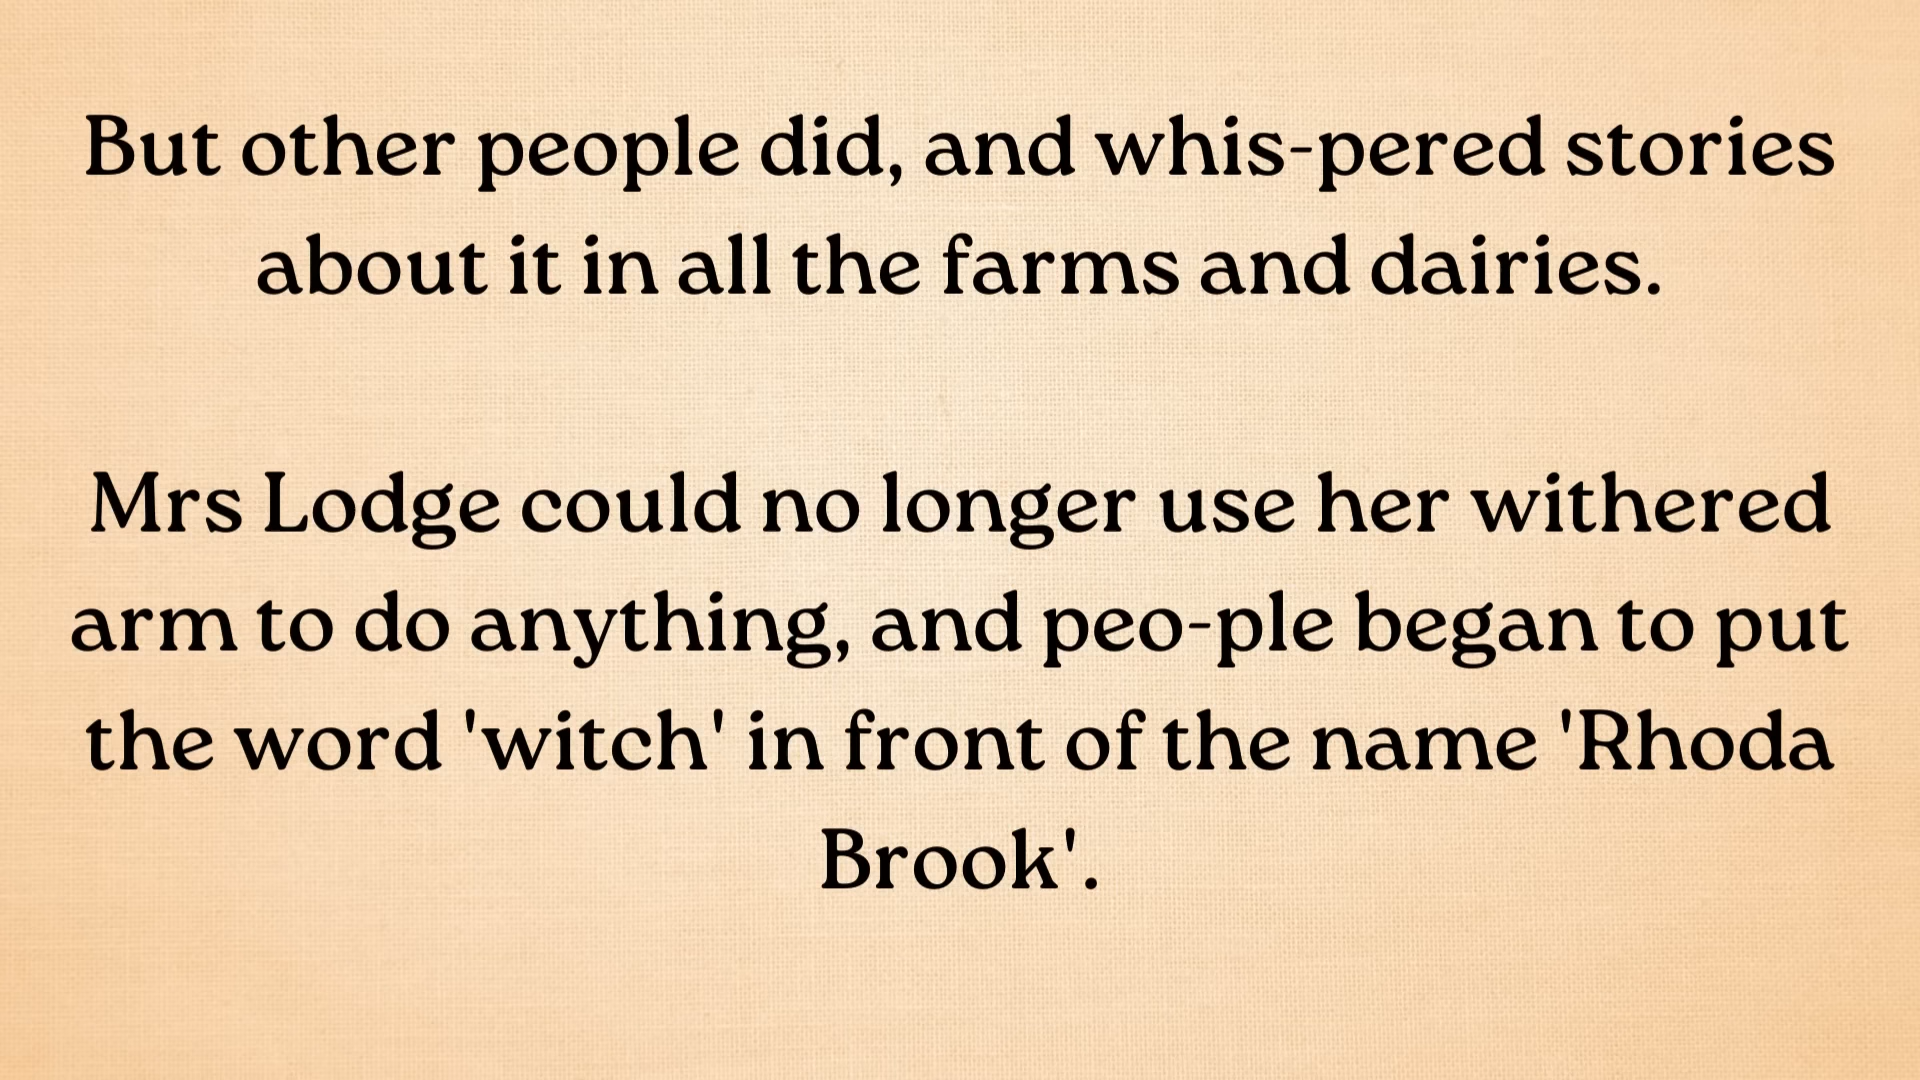 But other people did, and whis-pered stories
about it in all the farms and dairies.
Mrs Lodge could no longer use her withered
arm to do anything, and peo-ple began to put
the word 'witch' in front of the name 'Rhoda
Brook'.